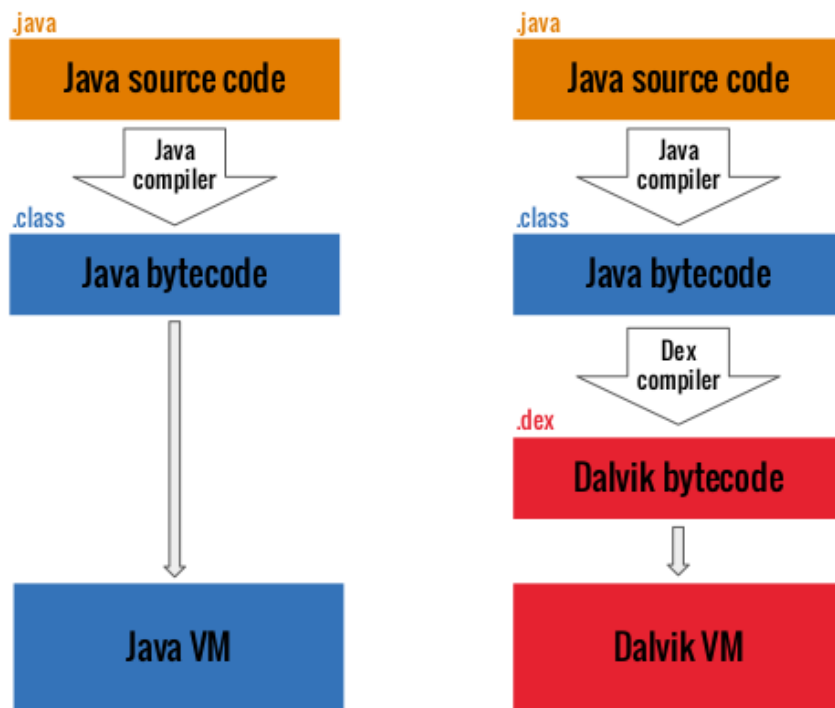 .java
Java source code
Java
compiler
.class
Java bytecode
Java VM
.java
Java source code
Java
compiler
.class
Java bytecode
Dex
compiler
.dex
Dalvik bytecode
Dalvik VM